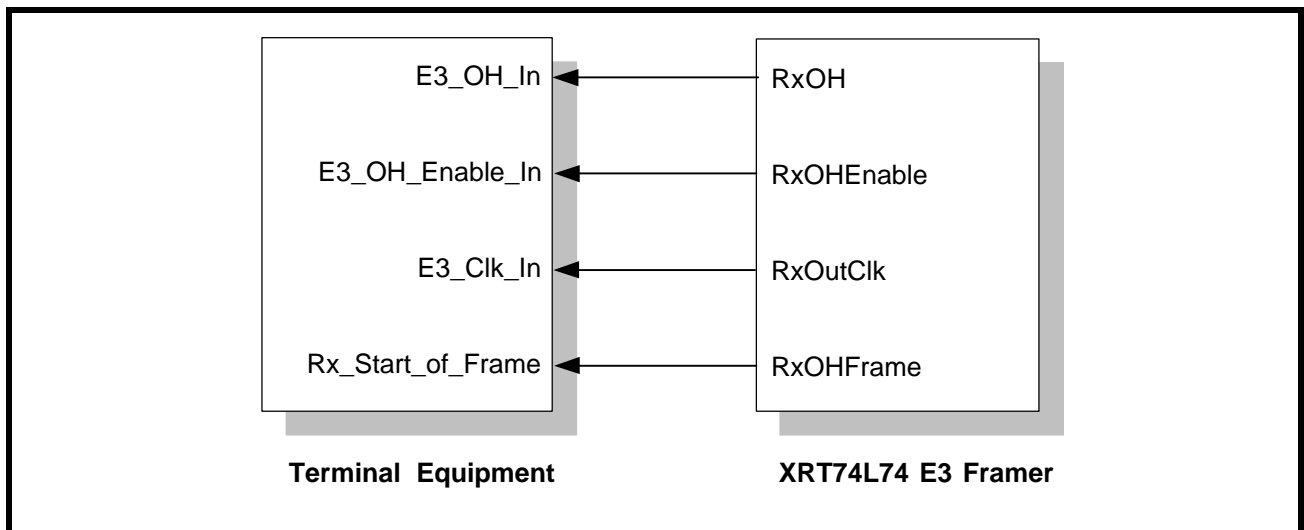 E3_OH_In
RxOH
E3_OH_Enable_In
RxOHEnable
E3_Clk_In
RxOutClk
Rx_Start_of_Frame
RxOHFrame
Terminal Equipment
XRT74L74 E3 Framer